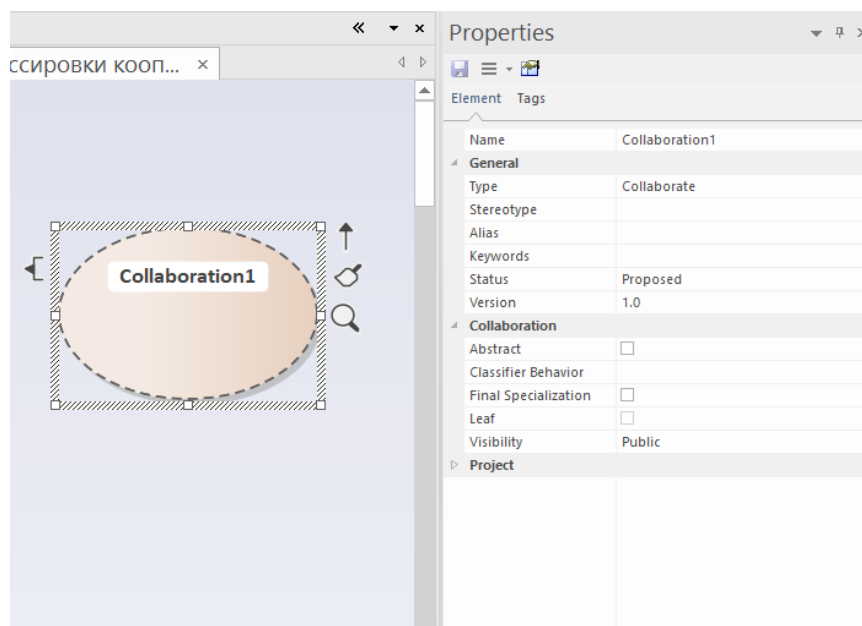 Properties
ссировки кооп...
Element Tags
Collaboration1
Name Collaboration1
General
Type Collaborate
Stereotype
Alias
Keywords
Status Proposed
Version 1.0
Collaboration
Abstract
Classifier Behavior
Final Specialization
Leaf
Visibility Public
Project